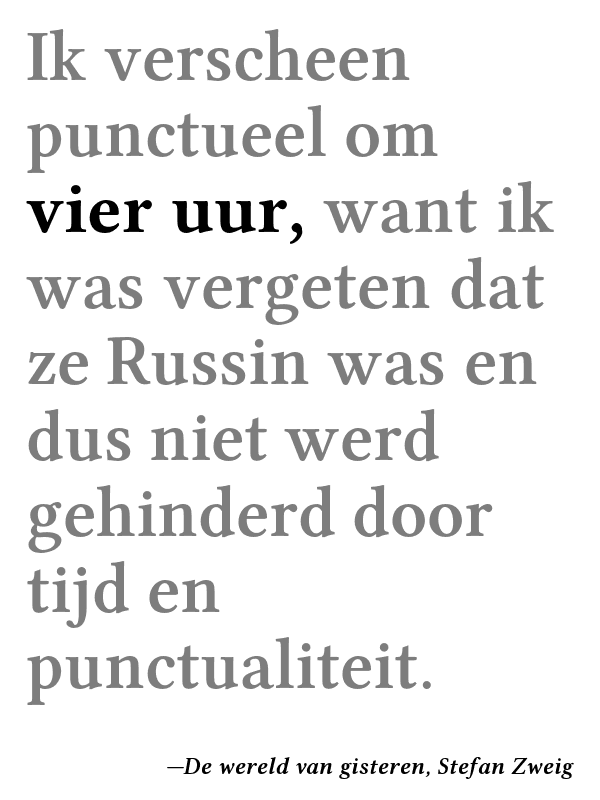 Ik verscheen
punctueel om
vier uur, want ik
was vergeten dat
ze Russin was en
dus niet werd
gehinderd door
tijd en
punctualiteit.
—De wereld van gisteren, Stefan Zweig